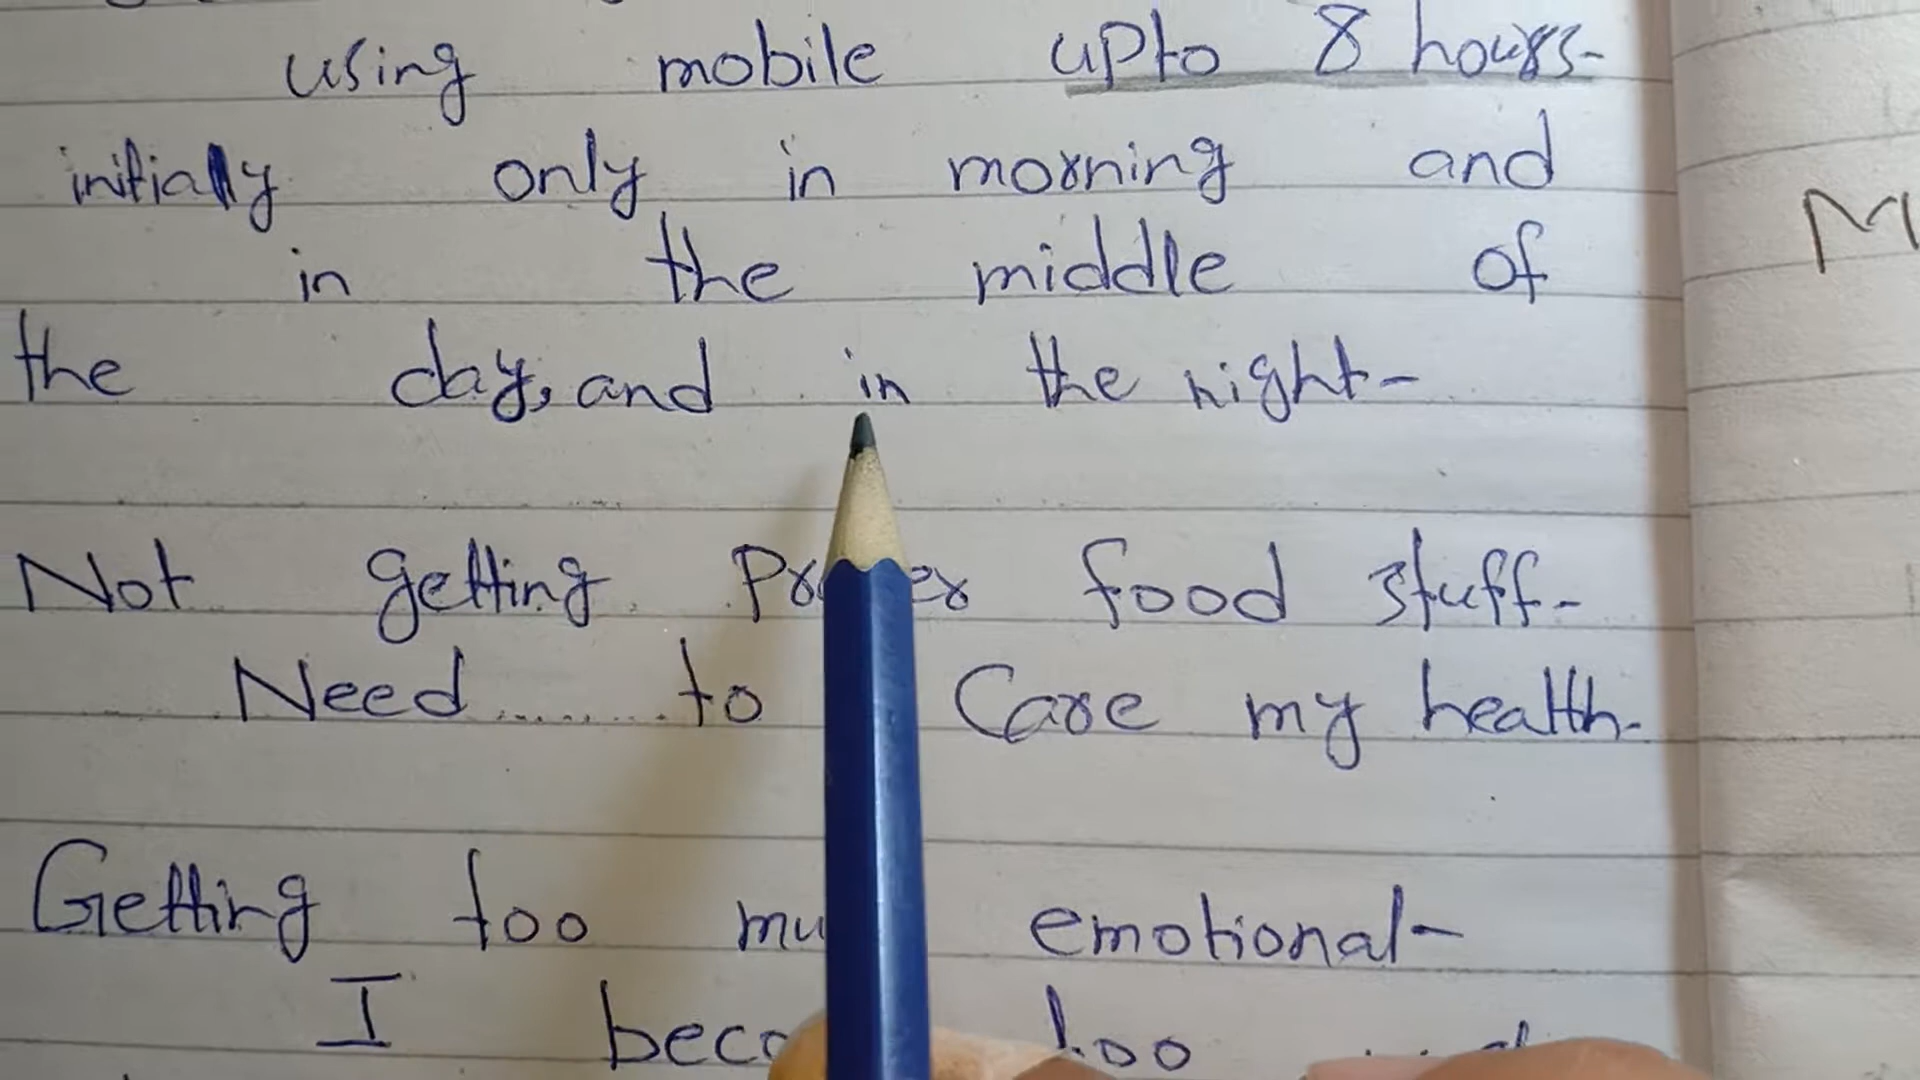 using mobile upto 8 hours-
initially only in morning and
in the middle of
the day, and in the night-
Not getting food stuff-
Need to Care my health.
Getting too emotional-
I too
M